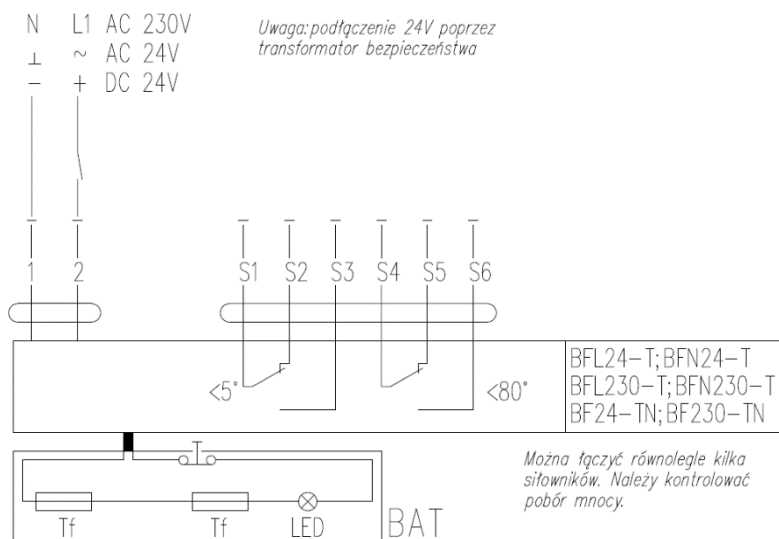 N L1 AC 230V
⊥ ~ AC 24V
− + DC 24V
Uwaga:podłączenie 24V poprzez
transformator bezpieczeństwa
1 2 S1 S2 S3 S4 S5 S6
<5° <80°
BFL24-T;BFN24-T
BFL230-T;BFN230-T
BF24-TN;BF230-TN
Można łączyć równolegle kilka
siłowników. Należy kontrolować
pobór mnocy.
Tf Tf LED BAT